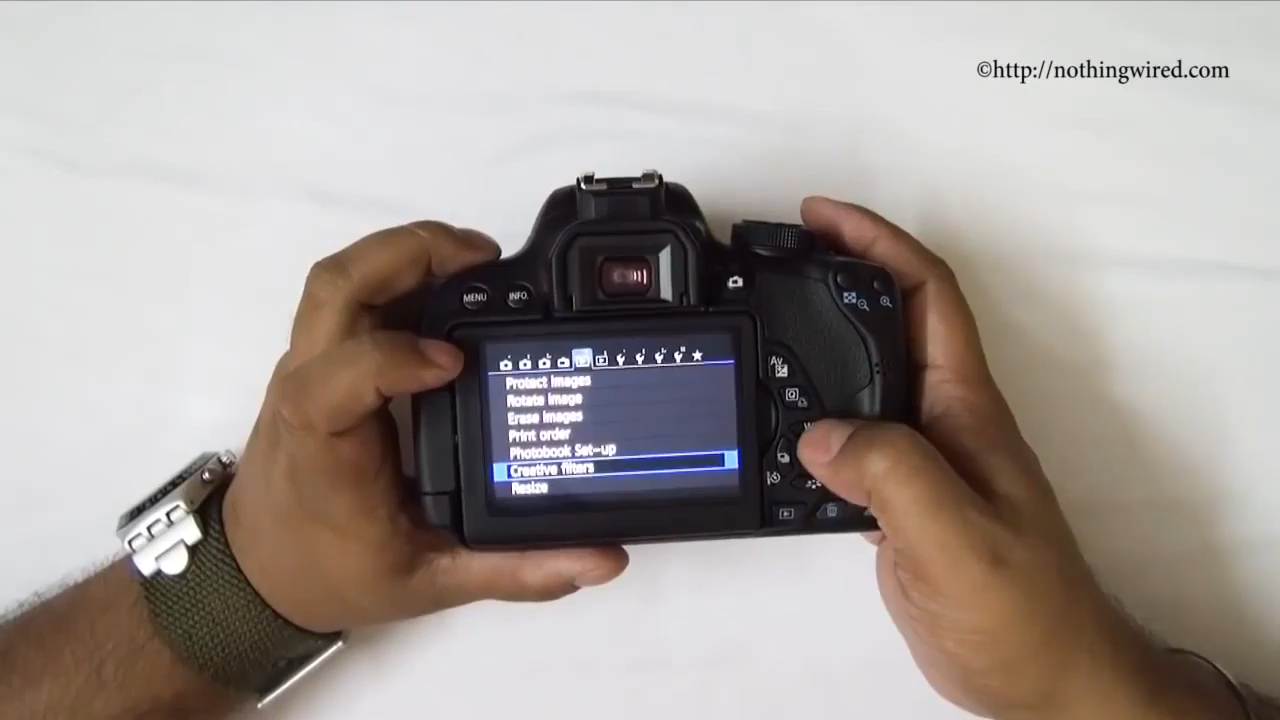 ©http://nothingwired.com
MENU
INFO.
Protect images
Rotate image
Erase images
Print order
Photobook Set-up
Creative filters
Resize
Av
Q